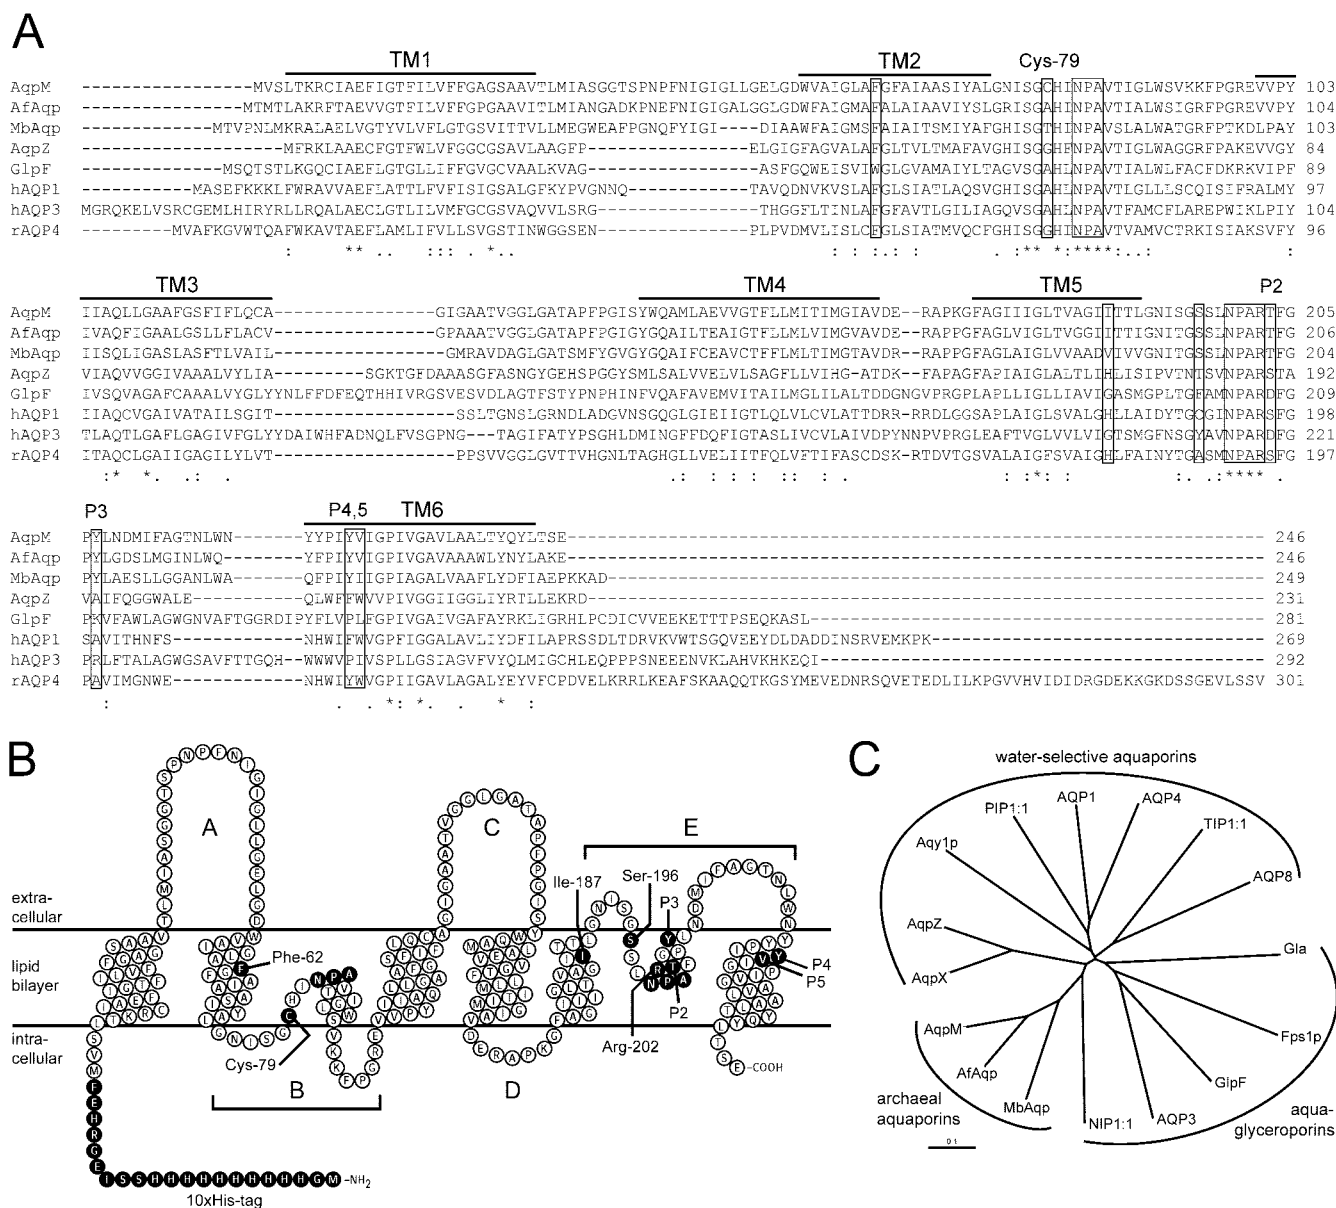 A
TM1 TM2 Cys-79
AqpM -----------------MVSLTKRCIAEFIGTFILVFFGAGSAAVTLMIASGGTSPNPFNIGIGLLGELGDWVAIGLAFGFAIAASIYALGNISGCHINPAVTIGLWSVKKFPGREVVPY 103
AfAqp ----------------MTMTLAKRFTAEVVGTFILVFFGPGAAVITLMIANGADKPNEFNIGIGALGGLGDWFAIGMAFALAIAAVIYSLGRISGAHINPAVTIALWSIGRFPGREVVPY 103
MbAqp -------------MTVPNLMKRALAELVGTYVLVFLGTGSVITTVLLMEGWEAFPGNQFYIGI----DIAAWFAIGMSFAIAITSMIYAFGHISGTHINPAVSLALWATGRFPTKDLPAY 103
AqpZ -----------------MFRKLAAECFGTFWLVFGGCGSAVLAAGFP----------------ELGIGFAGVALAFGLTVLTMAFAVGHISGGHFNPAVTIGLWAGGRFPAKEVVGY 84
GlpF --------------MSQTSTLKGQCIAEFLGTGLLIFFGVGCVAALKVAG-----------------ASFGQWEISVIWGLGVAMAIYLTAGVSGAHLNPAVTIALWLFACFDKRKVIPF 89
hAQP1 -----------MASEFKKKLFWRAVVAEFLATTLFVFISIGSALGFKYPVGNNQ------------TAVQDNVKVSLAFGLSIATLAQSVGHISGAHLNPAVTLGLLLSCQISIFRALMY 97
hAQP3 MGRQKELVSRCGEMLHIRYRLLRQALAECLGTLILVMFGCGSVAQVVLSRG---------------THGGFLTINLAFGFAVTLGILIAGQVSGAHLNPAVTFAMCFLAREPWIKLPIY 104
rAQP4 ---------MVAFKGVWTQAFWKAVTAEFLAMLIFVLLSVGSTINWGGSEN---------------PLPVDMVLISLCFGLSIATMVQCFGHISGGHINPAVTVAMVCTRKISIAKSVFY 96
TM3 TM4 TM5 P2
AqpM IIAQLLGAAFGSFIFLQCA----------------GIGAATVGGLGATAPFPGISYWQAMLAEVVGTFLLMITIMGIAVDE--RAPKGFAGIIIGLTVAGIITTLGNISGSSLNPARTFG 205
AfAqp IVAQFIGAALGSLLFLACV----------------GPAAATVGGLGATAPFPGIGYGQAILTEAIGTFLLMLVIMGVAVDE--RAPPGFAGLVIGLTVGGIITTIGNITGSSLNPARTFG 206
MbAqp IISQLIGASLASFTLVAIL----------------GMRAVDAGLGATSMFYGVGYGQAIFCEAVCTFFLMLTIMGTAVDR--RAPPGFAGLAIGLVVAADVIVVGNITGSSLNPARTFG 204
AqpZ VIAQVVGGIVAAALVYLIA---------SGKTGFDAAASGFASNGYGEHSPGGYSMLSALVVELVLSAGFLLVIHG-ATDK--FAPAGFAPIAIGLALTLIHLISIPVTNTSVNPARSTA 192
GlpF IVSQVAGAFCAAALVYGLYYNLFFDFEQTHHIVRGSVESVDLAGTFSTYPNPHINFVQAFAVEMVITAILMGLILALTDDGNGVPRGPLAPLLIGLLIAVIGASMGPLTGFAMNPARDFG 209
hAQP1 IIAQCVGAIVATAILSGIT------------------SSLTGNSLGRNDLADGVNSGQGLGIEIIGTLQLVLCVLATTDRR--RRDLGGSAPLAIGLSVALGHLLAIDYTGCGINPARSFG 198
hAQP3 TLAQTLGAFLGAGIVFGLYYDAIWHFADNQLFVSGPNG---TAGIFATYPSGHLDMINGFFDQFIGTASLIVCVLAIVDPYNNPVPRGLEAFTVGLVVLVIGTSMGFNSGYAVNPARDFG 221
rAQP4 ITAQCLGAIIGAGILYLVT------------------PPSVVGGLGVTTVHGNLTAGHGLLVELIITFQLVFTIFASCDSK--RTDVTGSVALAIGFSVAIGHLFAINYTGASMNPARSFG 197
P3 P4,5 TM6
AqpM PYLNDMIFAGTNLWN-------YYPIYVIGPIVGAVLAALTYQYLTSE---------- 246
AfAqp PYLGDSLMGINLWQ--------YFPIYVIGPIVGAVAAAWLYNYLAKE---------- 246
MbAqp PYLAESLLGGANLWA-------QFPIYIIGPIAGALVAAFLYDFIAEPKKAD---------- 249
AqpZ VAIFQGGWALE-----------QLWFFWVVPIVGGIIGGLIYRTLLEKRD---------- 231
GlpF PKVFAWLAGWGNVAFTGGRDIPYFLVPLFGPIVGAIVGAFAYRKLIGRHLPCDICVVEEKETTTPSEQKASL---------- 281
hAQP1 SAVITHNFS-------------NHWIFWVGPFIGGALAVLIYDFILAPRSSDLTDRVKVWTSGQVEEYDLDADDINSRVEMKPK---------- 269
hAQP3 PRLFTALAGWGSAVFTTGQH--WWWVPIVSPLLGSIAGVFVYQLMIGCHLEQPPPSNEEENVKLAHVKHKEQI---------- 292
rAQP4 PAVIMGNWE-------------NHWIYWVGPIIGAVLAGALYEYVFCPDVELKRRLKEAFSKAAQQTKGSYMEVEDNRSQVETEDLILKPGVVHVIDIDRGDEKKGKDSSGEVLSSV 301
B
A
C
E
Ile-187
Ser-196
P3
extra-
cellular
lipid
bilayer
intra-
cellular
Phe-62
Cys-79
P4
P5
P2
Arg-202
-COOH
B
D
-NH2
10xHis-tag
C
water-selective aquaporins
PIP1:1
AQP1
AQP4
TIP1:1
Aqy1p
AQP8
AqpZ
Gla
AqpX
AqpM
Fps1p
AfAqp
GlpF
MbAqp
NIP1:1
AQP3
archaeal
aquaporins
aqua-
glyceroporins
0.1